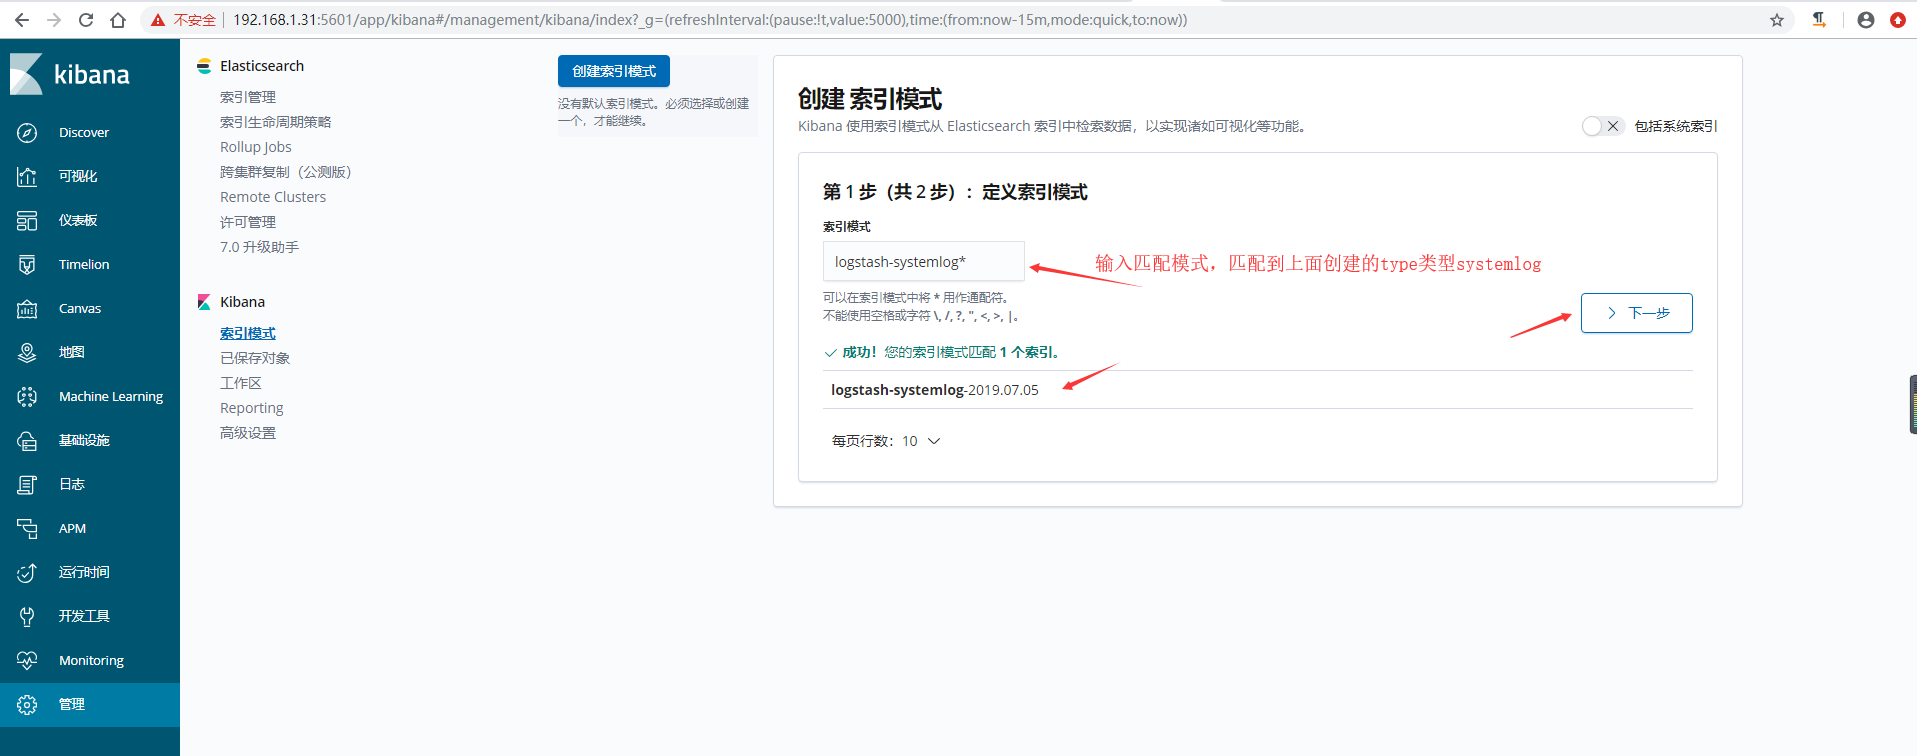 不安全
192.168.1.31:5601/app/kibana#/management/kibana/index?_g=(refreshInterval:(pause:!t,value:5000),time:(from:now-15m,mode:quick,to:now))
kibana
Discover
可视化
仪表板
Timelion
Canvas
地图
Machine Learning
基础设施
日志
APM
运行时间
开发工具
Monitoring
管理
Elasticsearch
索引管理
索引生命周期策略
Rollup Jobs
跨集群复制（公测版）
Remote Clusters
许可管理
7.0 升级助手
Kibana
索引模式
已保存对象
工作区
Reporting
高级设置
创建索引模式
没有默认索引模式。必须选择或创建
一个，才能继续。
创建 索引模式
Kibana 使用索引模式从 Elasticsearch 索引中检索数据，以实现诸如可视化等功能。
包括系统索引
第 1 步（共 2 步）：定义索引模式
索引模式
logstash-systemlog*
输入匹配模式，匹配到上面创建的type类型systemlog
可以在索引模式中将 * 用作通配符。
不能使用空格或字符 \, /, ?, ", <, >, |。
下一步
成功！您的索引模式匹配 1 个索引。
logstash-systemlog-2019.07.05
每页行数：10